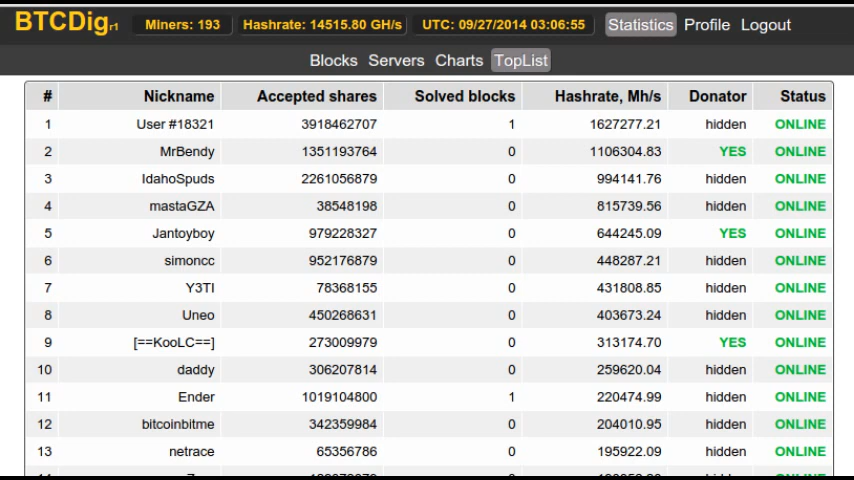 BTCDig r1 Miners: 193 Hashrate: 14515.80 GH/s UTC: 09/27/2014 03:06:55 Statistics Profile Logout
Blocks Servers Charts TopList
# Nickname Accepted shares Solved blocks Hashrate, Mh/s Donator Status
1 User #18321 3918462707 1 1627277.21 hidden ONLINE
2 MrBendy 1351193764 0 1106304.83 YES ONLINE
3 IdahoSpuds 2261056879 0 994141.76 hidden ONLINE
4 mastaGZA 38548198 0 815739.56 hidden ONLINE
5 Jantoyboy 979228327 0 644245.09 YES ONLINE
6 simoncc 952176879 0 448287.21 hidden ONLINE
7 Y3TI 78368155 0 431808.85 hidden ONLINE
8 Uneo 450268631 0 403673.24 hidden ONLINE
9 [==KooLC==] 273009979 0 313174.70 YES ONLINE
10 daddy 306207814 0 259620.04 hidden ONLINE
11 Ender 1019104800 1 220474.99 hidden ONLINE
12 bitcoinbitme 342359984 0 204010.95 hidden ONLINE
13 netrace 65356786 0 195922.09 hidden ONLINE